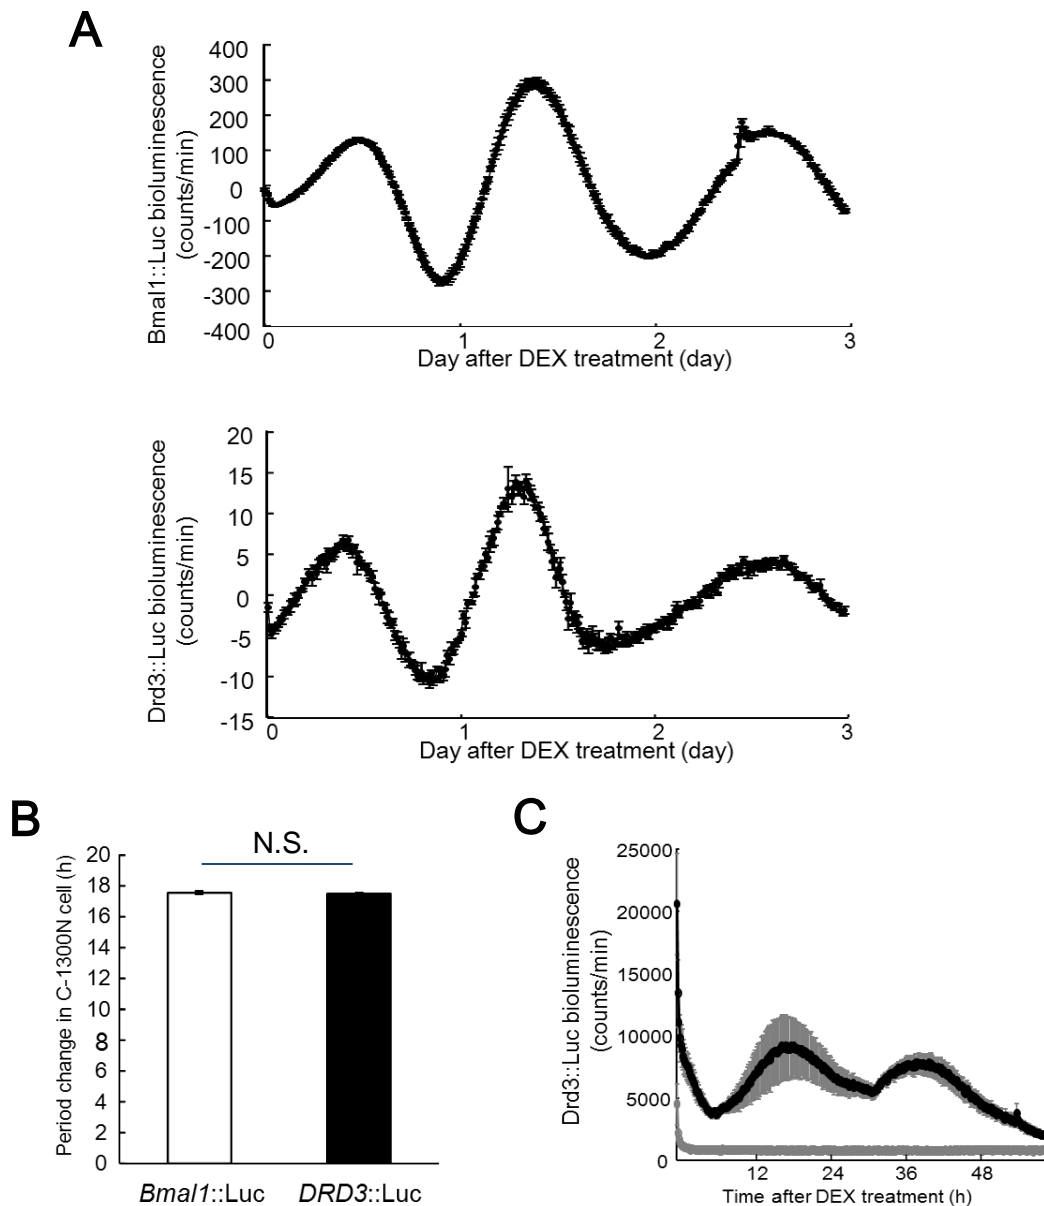 A
Bmal1::Luc bioluminescence
(counts/min)
400
300
200
100
0
-100
-200
-300
-400
0 1 2 3
Day after DEX treatment (day)
Drd3::Luc bioluminescence
(counts/min)
20
15
10
5
0
-5
-10
-15
0 1 2 3
Day after DEX treatment (day)
B
N.S.
Period change in C-1300N cell (h)
20
18
16
14
12
10
8
6
4
2
0
Bmal1::Luc DRD3::Luc
C
Drd3::Luc bioluminescence
(counts/min)
25000
20000
15000
10000
5000
0
12 24 36 48
Time after DEX treatment (h)